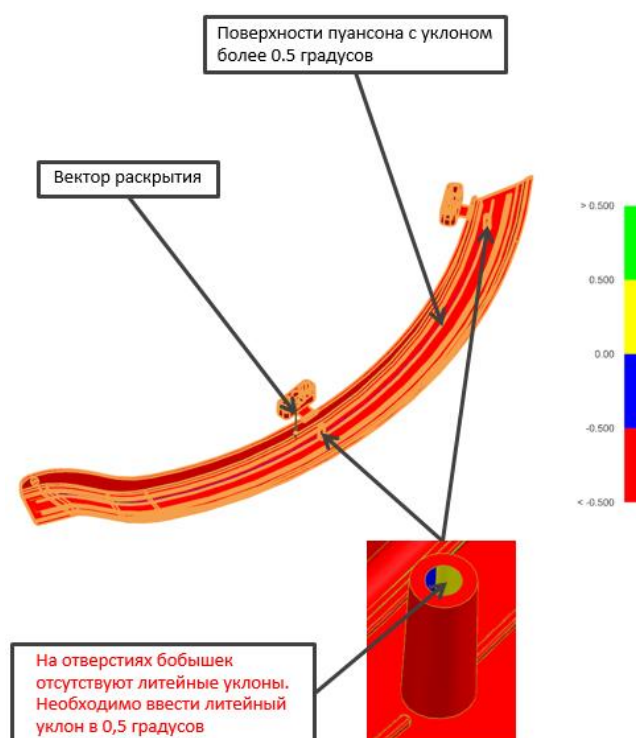 Поверхности пуансона с уклоном
более 0.5 градусов
Вектор раскрытия
> 0.500
0.500
0.00
-0.500
< -0.500
На отверстиях бобышек
отсутствуют литейные уклоны.
Необходимо ввести литейный
уклон в 0,5 градусов